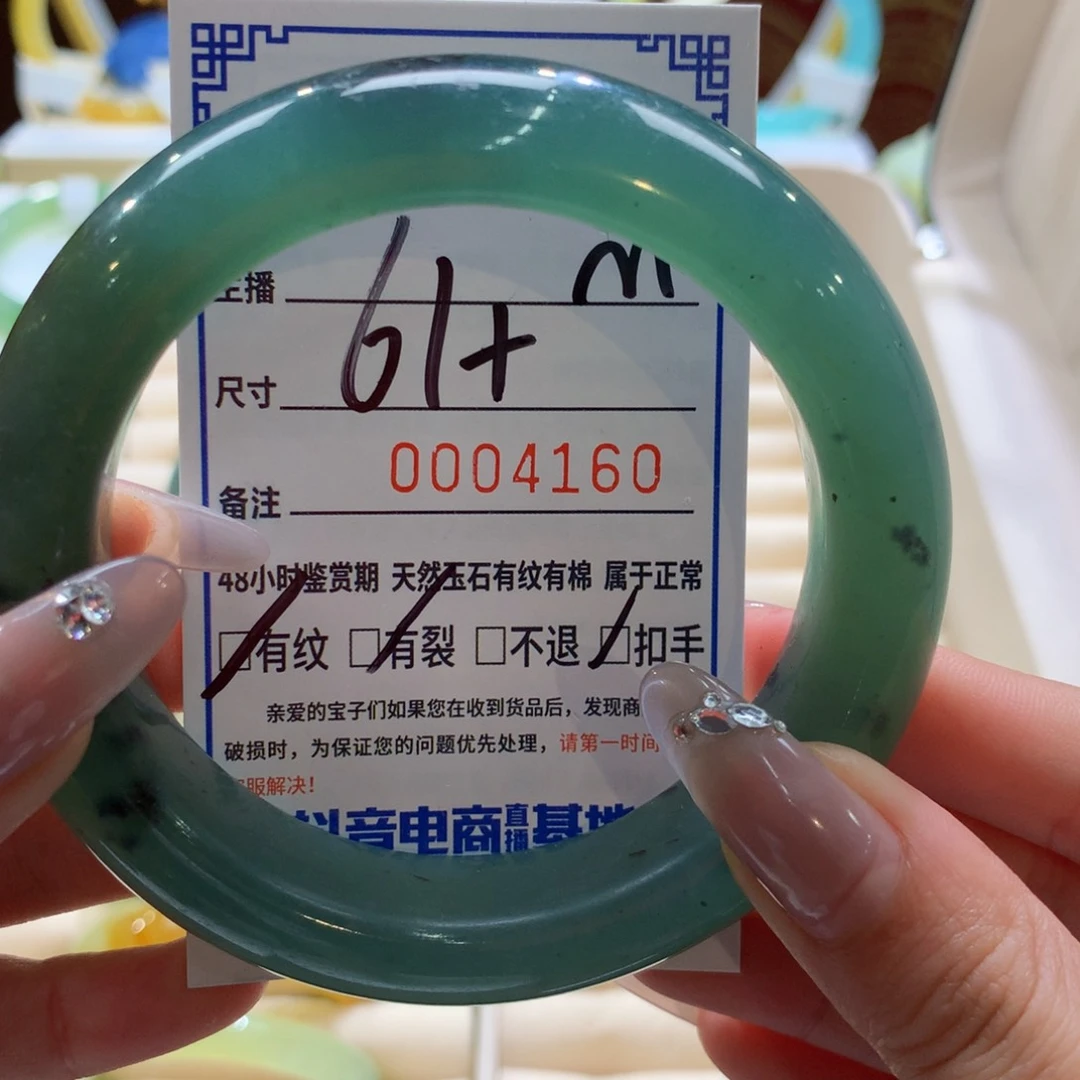 主播 m
尺寸 61+
0004160
备注
48小时鉴赏期 天然玉石有纹有棉 属于正常
□有纹 □有裂 □不退 □扣手
亲爱的宝子们如果您在收到货品后，发现商
破损时，为保证您的问题优先处理，请第一时间
客服解决！
抖音电商直播基地